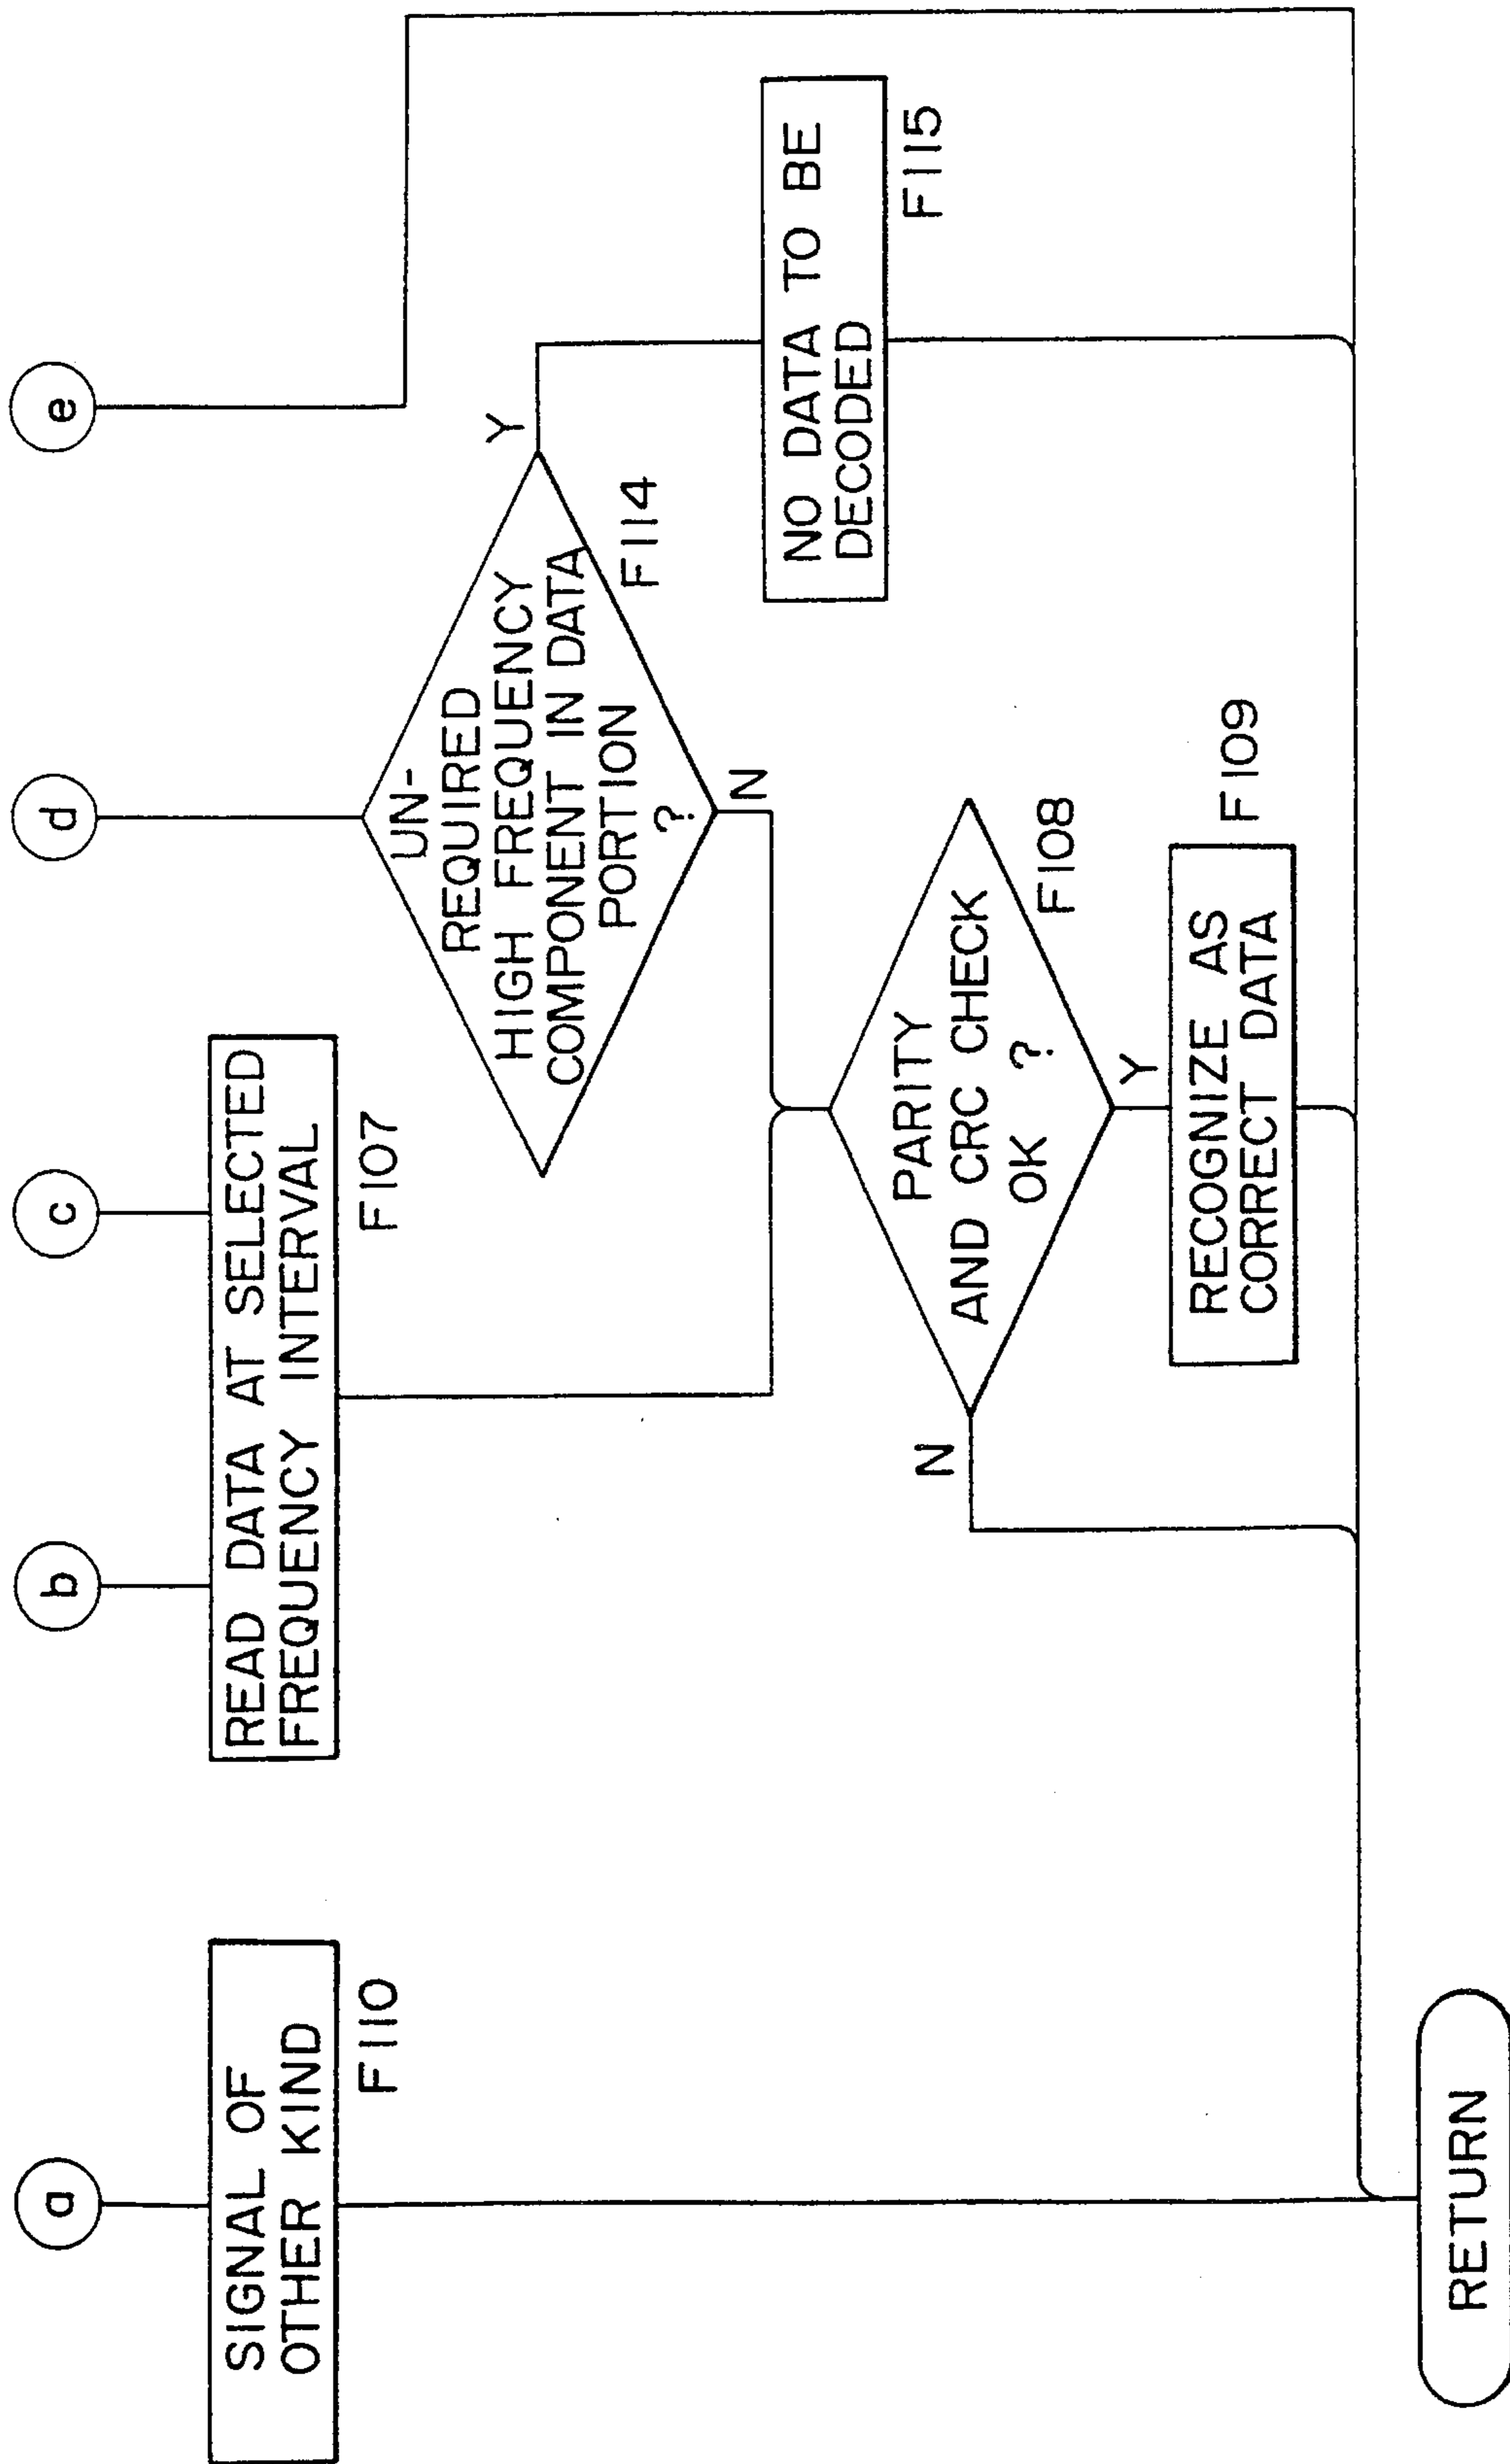 a
b
c
d
e
SIGNAL OF
OTHER KIND
F110
READ DATA AT SELECTED
FREQUENCY INTERVAL
F107
UN-
REQUIRED
HIGH FREQUENCY
COMPONENT IN DATA
PORTION
?
F114
Y
N
NO DATA TO BE
DECODED
F115
PARITY
AND CRC CHECK
OK ?
F108
N
Y
RECOGNIZE AS
CORRECT DATA
F109
RETURN